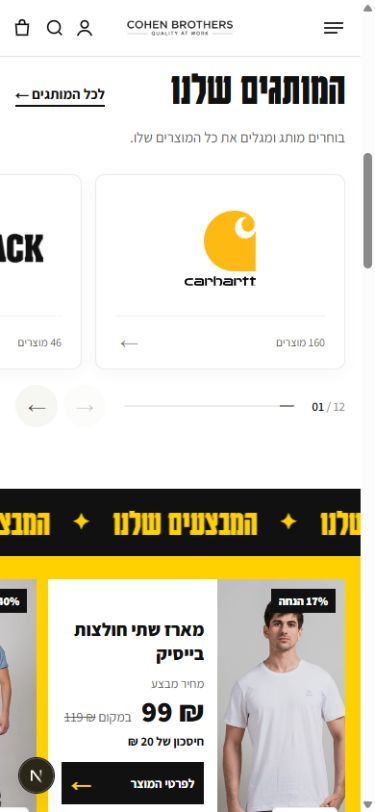 COHEN BROTHERS
QUALITY AT WORK
המותגים שלנו
לכל המותגים ←
בוחרים מותג ומגלים את כל המוצרים שלו.
carhartt
ACK
160 מוצרים ←
46 מוצרים
01 / 12
שלנו ✦ המבצעים שלנו ✦ המבצ
17% הנחה
40%
מארז שתי חולצות
בייסיק
מחיר מבצע
₪ 99 במקום ₪ 119
חיסכון של 20 ₪
לפרטי המוצר ←
N